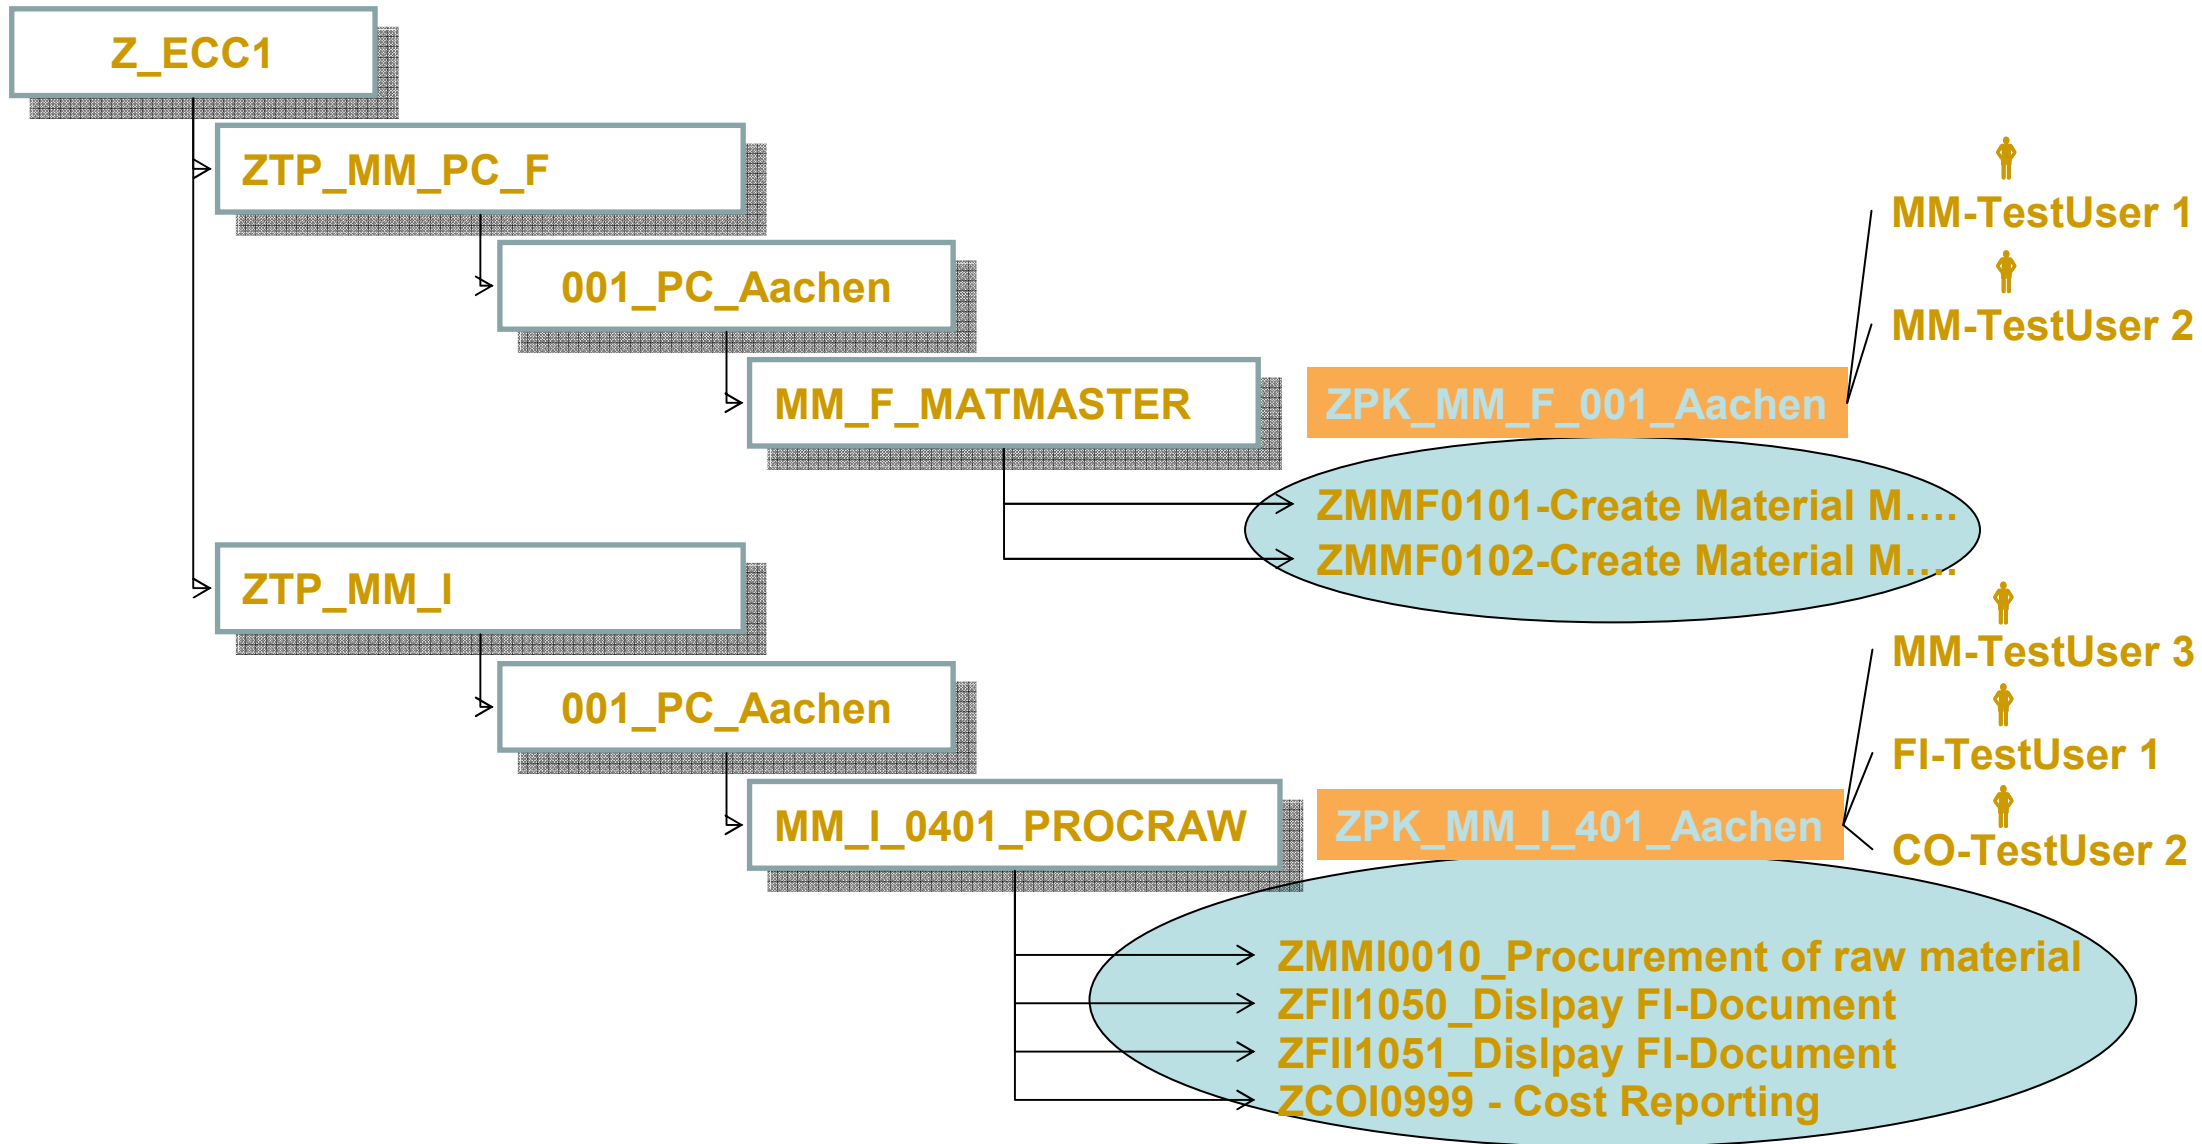 Z_ECC1
ZTP_MM_PC_F
001_PC_Aachen
MM_F_MATMASTER
ZPK_MM_F_001_Aachen
MM-TestUser 1
MM-TestUser 2
ZMMF0101-Create Material M....
ZMMF0102-Create Material M....
ZTP_MM_I
001_PC_Aachen
MM_I_0401_PROCRAW
ZPK_MM_I_401_Aachen
MM-TestUser 3
FI-TestUser 1
CO-TestUser 2
ZMMI0010_Procurement of raw material
ZFII1050_Dislpay FI-Document
ZFII1051_Dislpay FI-Document
ZCOI0999 - Cost Reporting